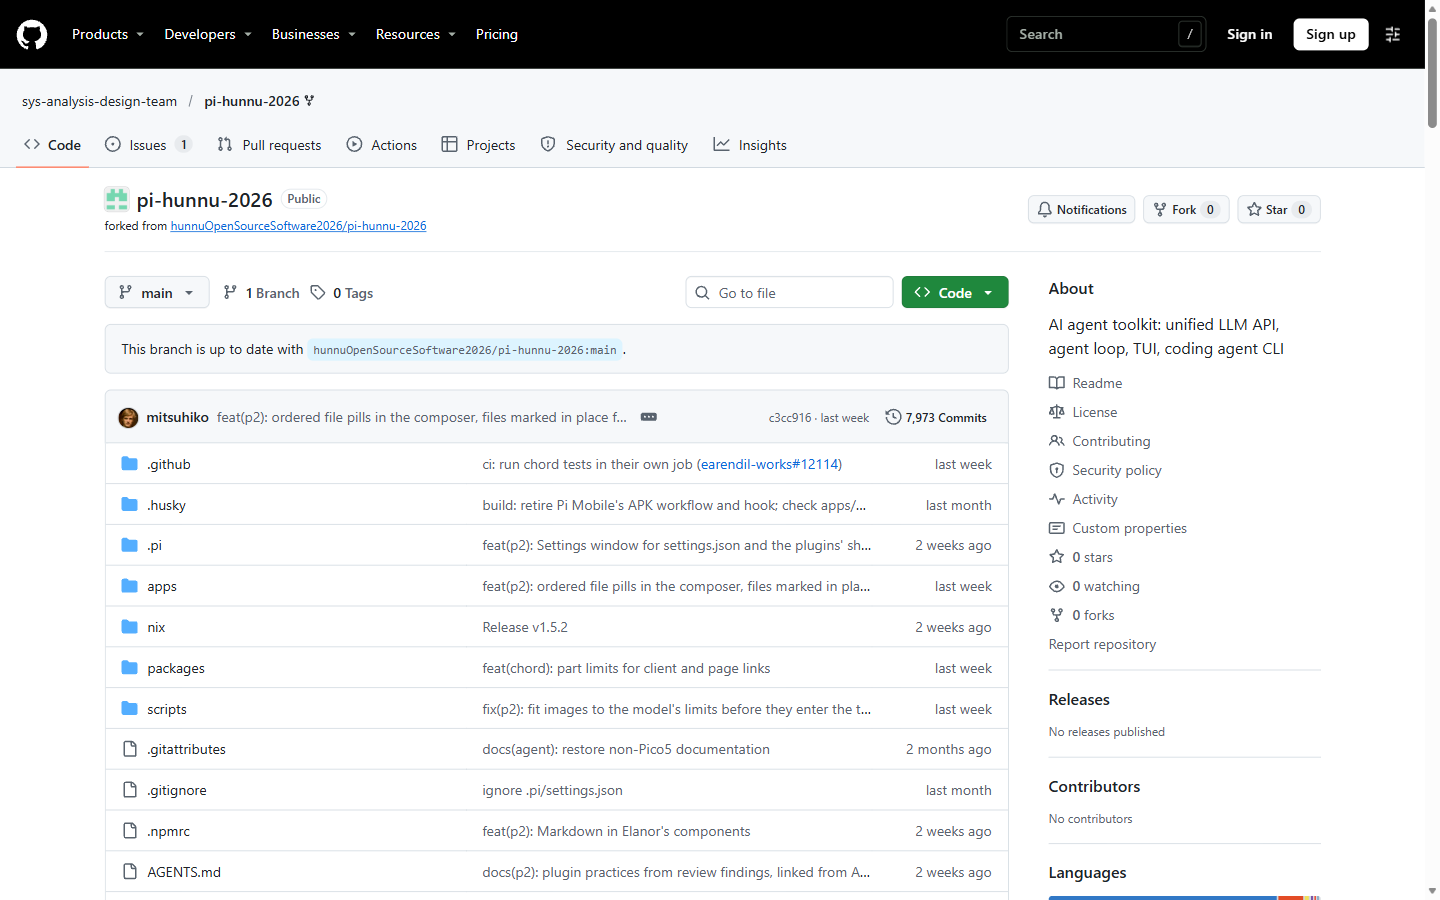 Products Developers Businesses Resources Pricing Search / Sign in Sign up
sys-analysis-design-team / pi-hunnu-2026
Code Issues 1 Pull requests Actions Projects Security and quality Insights
pi-hunnu-2026 Public
Notifications Fork 0 Star 0
forked from hunnuOpenSourceSoftware2026/pi-hunnu-2026
main 1 Branch 0 Tags Go to file Code
This branch is up to date with hunnuOpenSourceSoftware2026/pi-hunnu-2026:main .
mitsuhiko feat(p2): ordered file pills in the composer, files marked in place f... c3cc916 · last week 7,973 Commits
.github ci: run chord tests in their own job (earendil-works#12114) last week
.husky build: retire Pi Mobile's APK workflow and hook; check apps/... last month
.pi feat(p2): Settings window for settings.json and the plugins' sh... 2 weeks ago
apps feat(p2): ordered file pills in the composer, files marked in pla... last week
nix Release v1.5.2 2 weeks ago
packages feat(chord): part limits for client and page links last week
scripts fix(p2): fit images to the model's limits before they enter the t... last week
.gitattributes docs(agent): restore non-Pico5 documentation 2 months ago
.gitignore ignore .pi/settings.json last month
.npmrc feat(p2): Markdown in Elanor's components 2 weeks ago
AGENTS.md docs(p2): plugin practices from review findings, linked from A... 2 weeks ago
About
AI agent toolkit: unified LLM API,
agent loop, TUI, coding agent CLI
Readme
License
Contributing
Security policy
Activity
Custom properties
0 stars
0 watching
0 forks
Report repository
Releases
No releases published
Contributors
No contributors
Languages